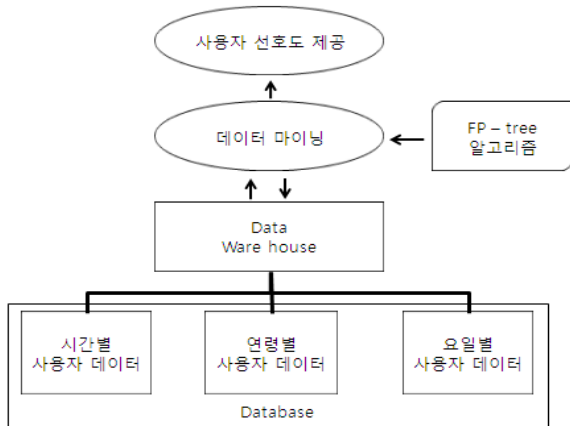 사용자 선호도 제공
데이터 마이닝
FP – tree
알고리즘
Data
Ware house
시간별
사용자 데이터
연령별
사용자 데이터
요일별
사용자 데이터
Database